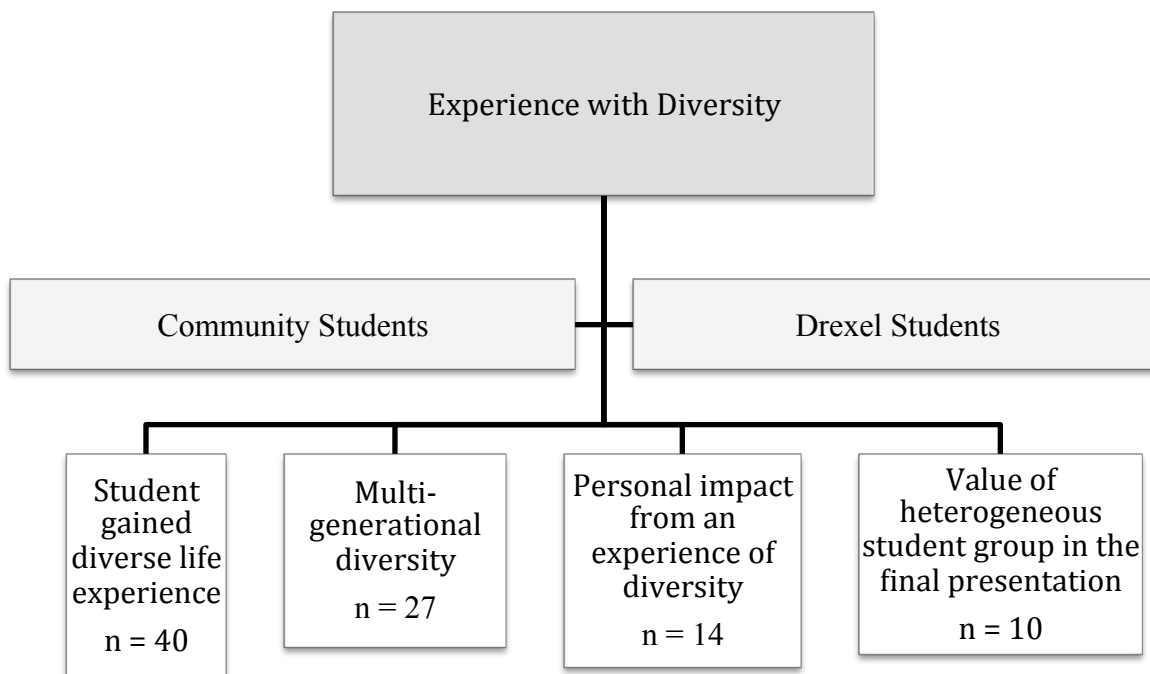 Experience with Diversity
Community Students
Drexel Students
Student
gained
diverse life
experience
n = 40
Multi-
generational
diversity
n = 27
Personal impact
from an
experience of
diversity
n = 14
Value of
heterogeneous
student group in the
final presentation
n = 10